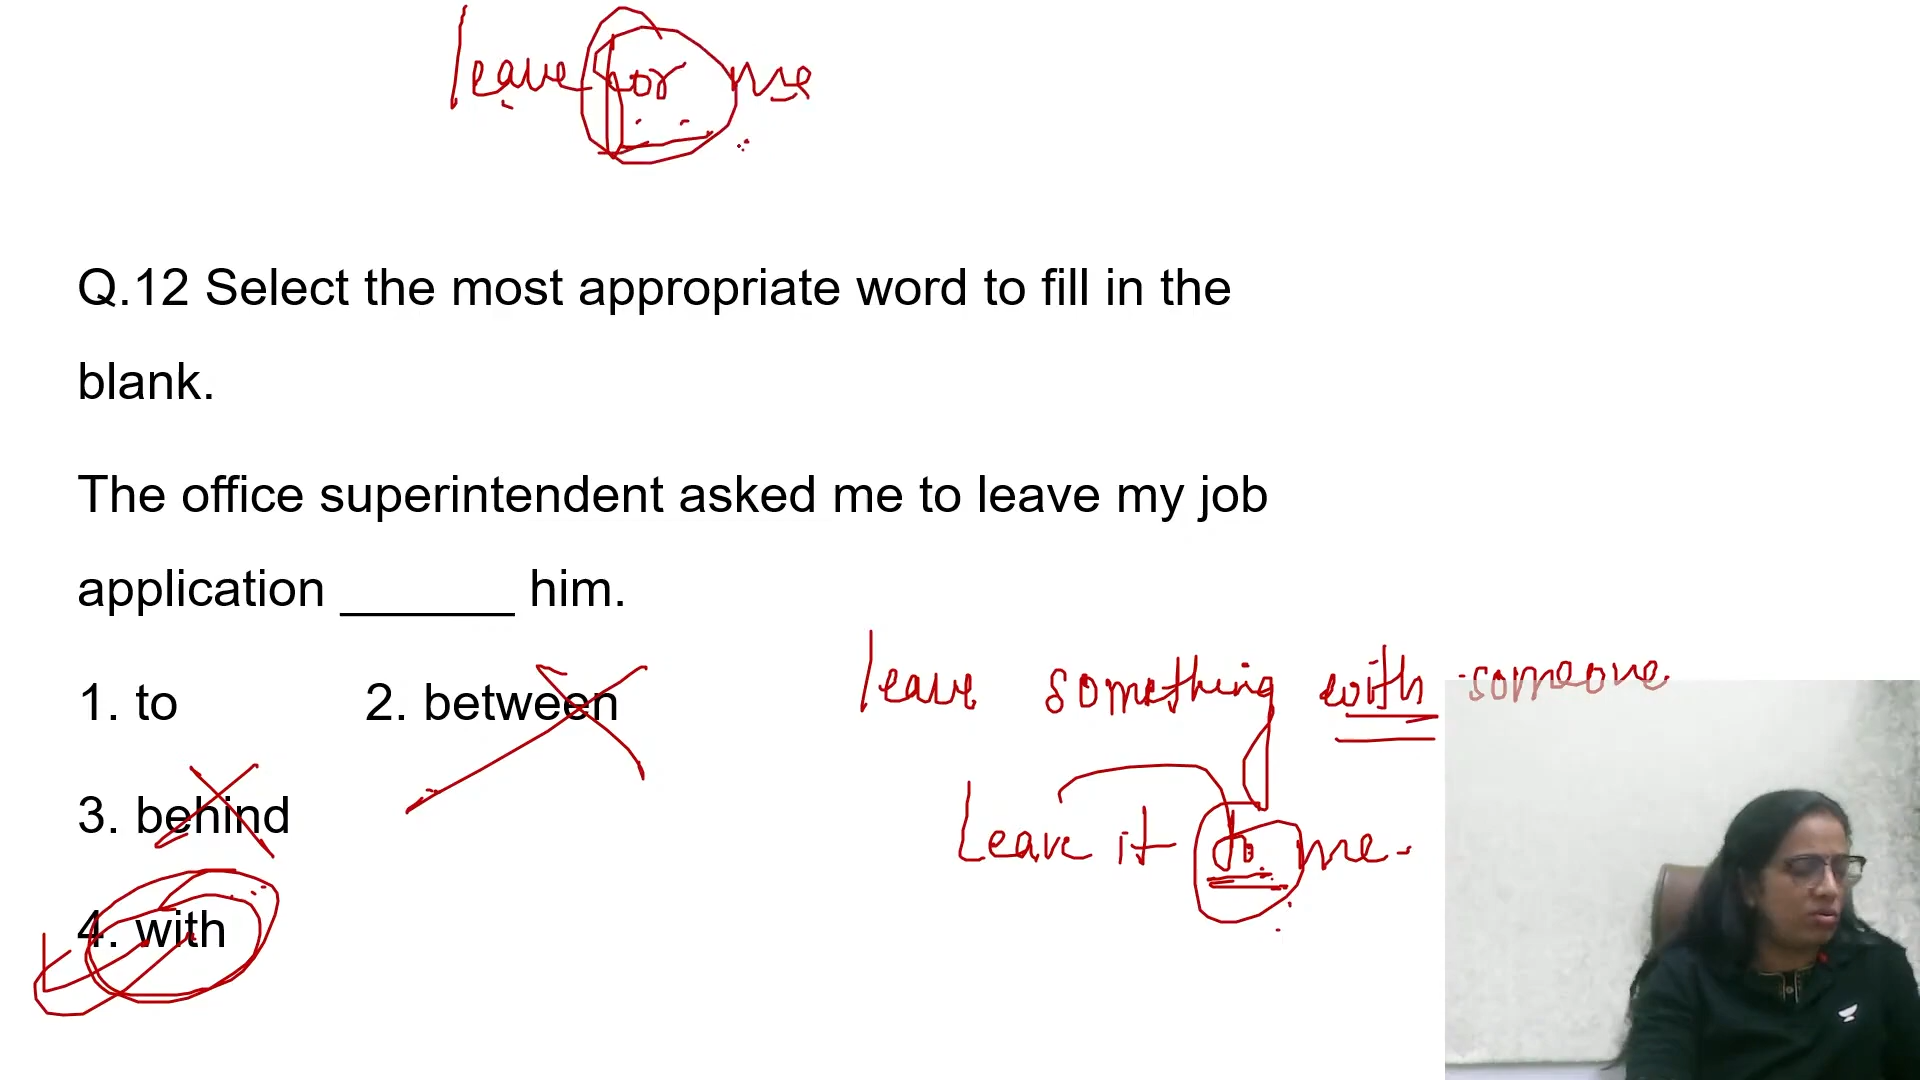 leave for me
Q.12 Select the most appropriate word to fill in the
blank.
The office superintendent asked me to leave my job
application ______ him.
leave something with someone
1. to 2. between
Leave it to me.
3. behind
4. with